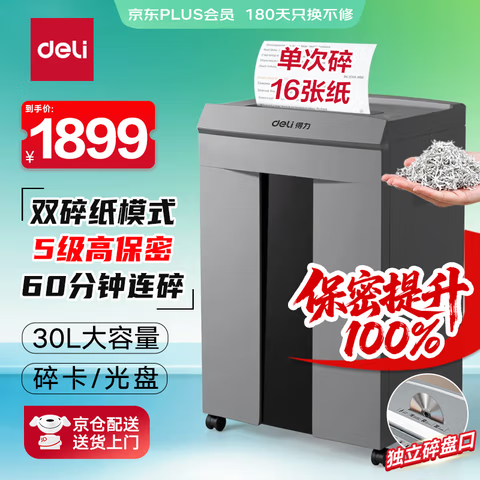 京东PLUS会员 180天只换不修
deli
到手价:
¥1899
单次碎
16张纸
deli 得力
双碎纸模式
5级高保密
60分钟连碎
保密提升
100%
30L大容量
碎卡/光盘
京仓配送
送货上门
独立碎盘口